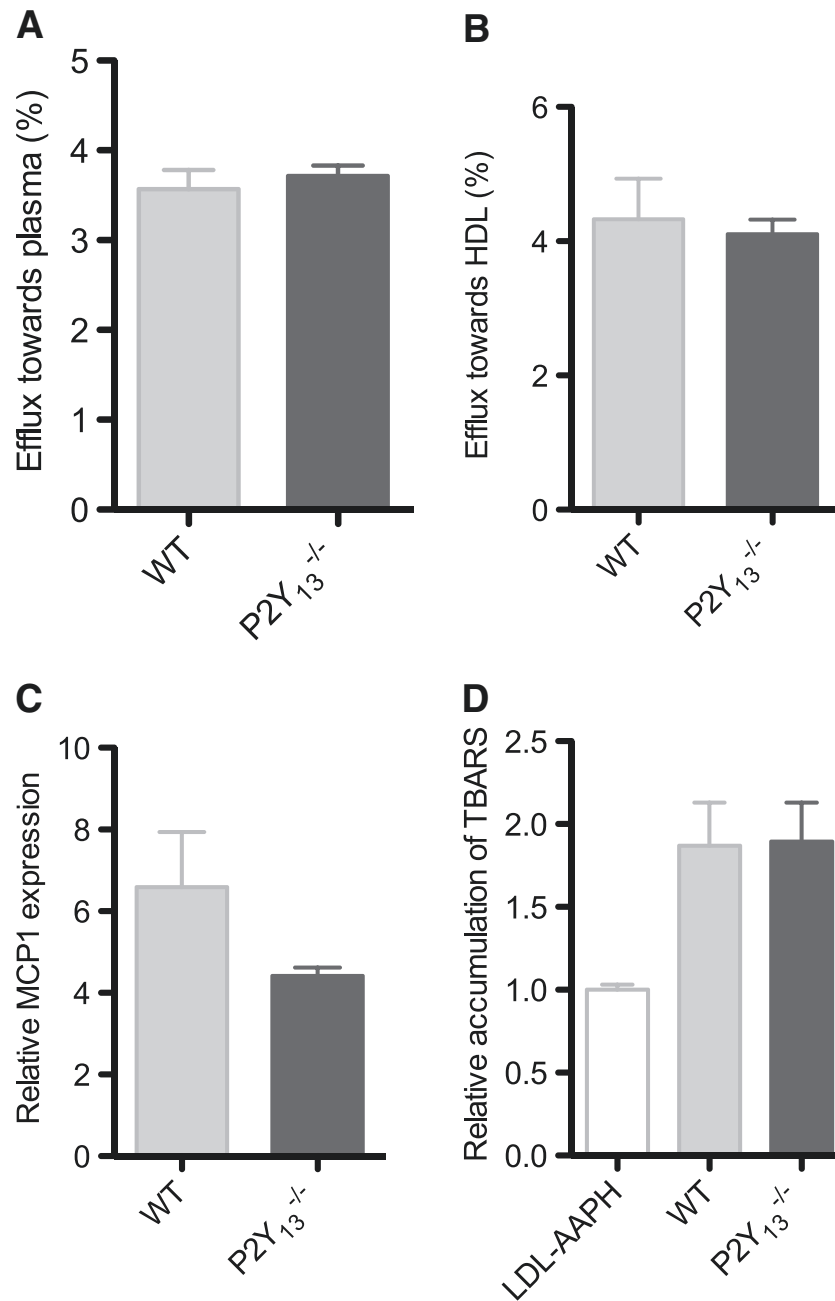 A
Efflux towards plasma (%)
5
4
3
2
1
0
WT
P2Y13 -/-
B
Efflux towards HDL (%)
6
4
2
0
WT
P2Y13 -/-
C
Relative MCP1 expression
10
8
6
4
2
0
WT
P2Y13 -/-
D
Relative accumulation of TBARS
2.5
2.0
1.5
1.0
0.5
0.0
LDL-AAPH
WT
P2Y13 -/-